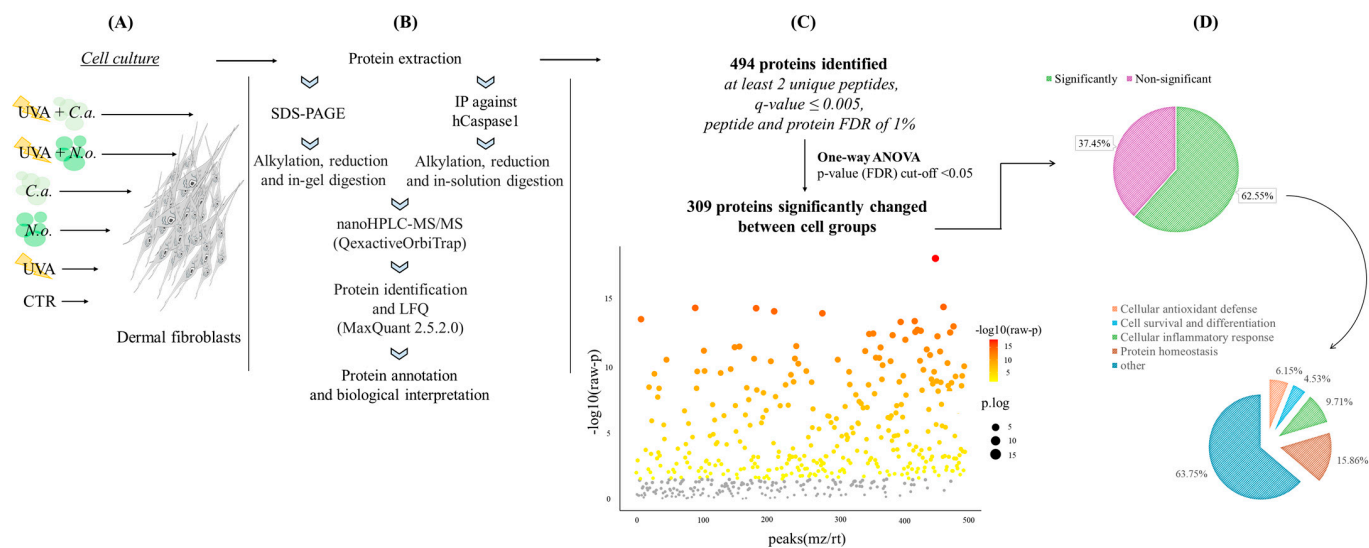 (A)
Cell culture
UVA + C.a.
UVA + N.o.
C.a.
N.o.
UVA
CTR
Dermal fibroblasts
(B)
Protein extraction
SDS-PAGE
Alkylation, reduction
and in-gel digestion
IP against
hCaspase1
Alkylation, reduction
and in-solution digestion
nanoHPLC-MS/MS
(QexactiveOrbiTrap)
Protein identification
and LFQ
(MaxQuant 2.5.2.0)
Protein annotation
and biological interpretation
(C)
494 proteins identified
at least 2 unique peptides,
q-value ≤ 0.005,
peptide and protein FDR of 1%
One-way ANOVA
p-value (FDR) cut-off <0.05
309 proteins significantly changed
between cell groups
-log10(raw-p)
15
10
5
0
0 100 200 300 400 500
peaks(mz/rt)
-log10(raw-p)
15
10
5
p.log
5
10
15
(D)
Significantly Non-significant
37.45%
62.55%
Cellular antioxidant defense
Cell survival and differentiation
Cellular inflammatory response
Protein homeostasis
other
6.15%
4.53%
9.71%
15.86%
63.75%